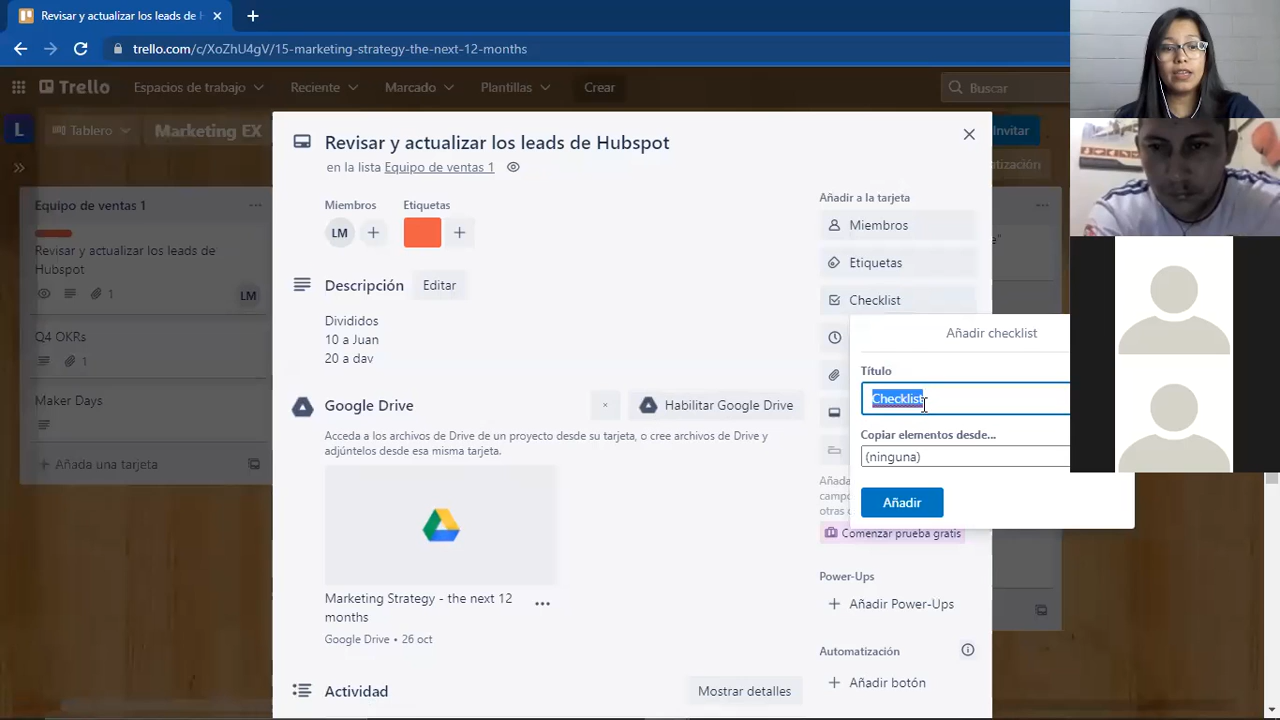 Revisar y actualizar los leads de H
trello.com/c/XoZhU4gV/15-marketing-strategy-the-next-12-months
Trello
Espacios de trabajo
Reciente
Marcado
Plantillas
Crear
Buscar
L
Tablero
Marketing EX
Invitar
Equipo de ventas 1
Revisar y actualizar los leads de
Hubspot
1
LM
Q4 OKRs
1
Maker Days
Añada una tarjeta
Revisar y actualizar los leads de Hubspot
en la lista Equipo de ventas 1
Miembros
Etiquetas
LM
Descripción
Editar
Divididos
10 a Juan
20 a dav
Google Drive
Habilitar Google Drive
Acceda a los archivos de Drive de un proyecto desde su tarjeta, o cree archivos de Drive y
adjúntelos desde esa misma tarjeta.
Marketing Strategy - the next 12
months
Google Drive • 26 oct
Actividad
Mostrar detalles
Añadir a la tarjeta
Miembros
Etiquetas
Checklist
Añadir checklist
Título
Checklist
Copiar elementos desde...
(ninguna)
Añadir
Comenzar prueba gratis
Power-Ups
Añadir Power-Ups
Automatización
Añadir botón